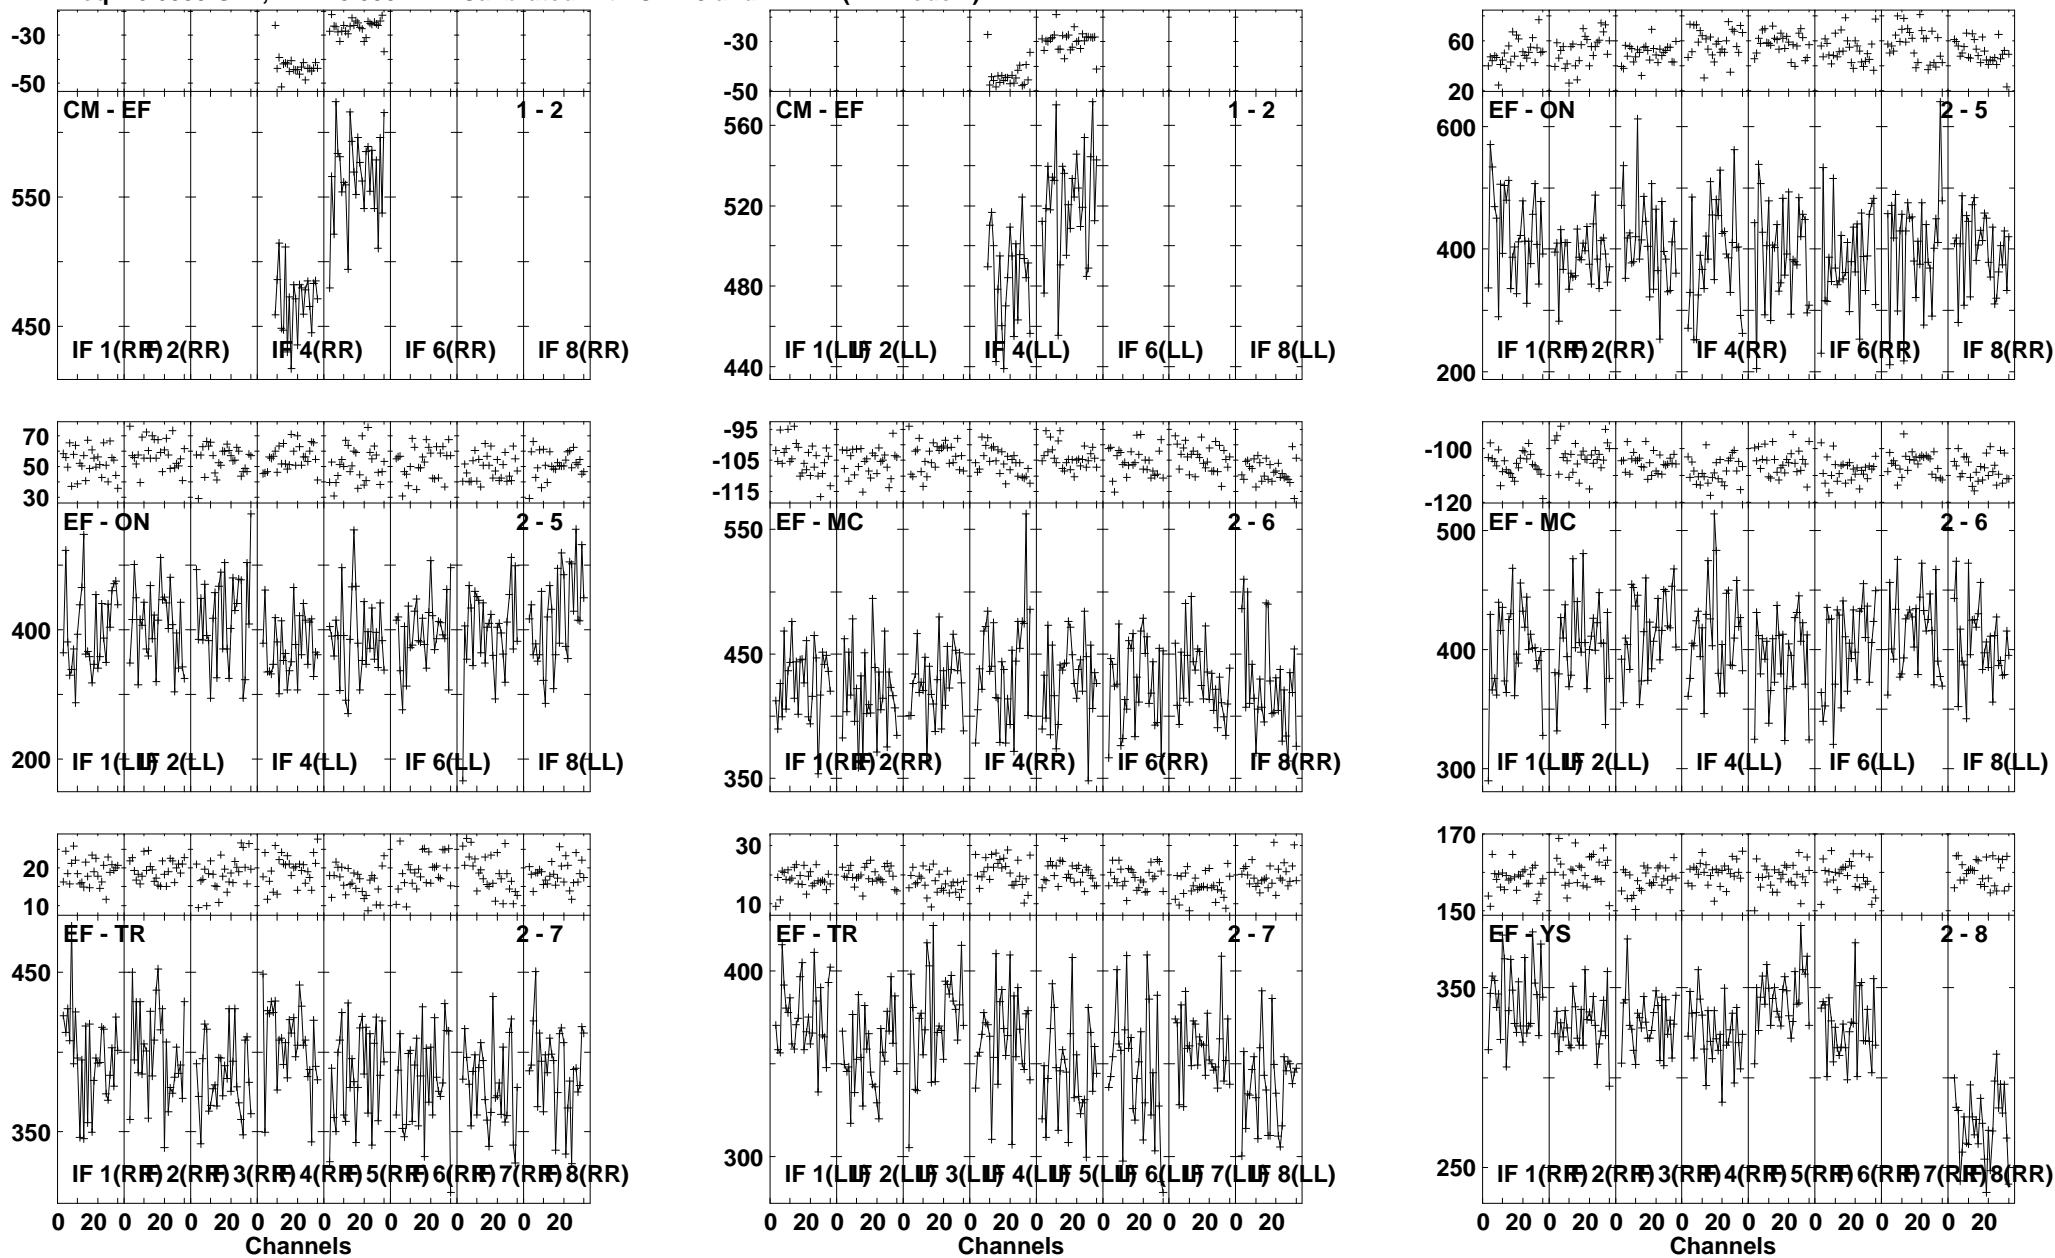 -30
-50
CM - EF 1 - 2
550
450
IF 1(RR) IF 2(RR) IF 4(RR) IF 6(RR) IF 8(RR)
-30
-50
CM - EF 1 - 2
560
520
480
440
IF 1(LL) IF 2(LL) IF 4(LL) IF 6(LL) IF 8(LL)
60
20
EF - ON 2 - 5
600
400
200
IF 1(RR) IF 2(RR) IF 4(RR) IF 6(RR) IF 8(RR)
70
50
30
EF - ON 2 - 5
400
200
IF 1(LL) IF 2(LL) IF 4(LL) IF 6(LL) IF 8(LL)
-95
-105
-115
EF - MC 2 - 6
550
450
350
IF 1(RR) IF 2(RR) IF 4(RR) IF 6(RR) IF 8(RR)
-100
-120
EF - MC 2 - 6
500
400
300
IF 1(LL) IF 2(LL) IF 4(LL) IF 6(LL) IF 8(LL)
20
10
EF - TR 2 - 7
450
350
IF 1(RR) IF 2(RR) IF 3(RR) IF 4(RR) IF 5(RR) IF 6(RR) IF 7(RR) IF 8(RR)
0 20 0 20 0 20 0 20 0 20 0 20 0 20 0 20
Channels
30
10
EF - TR 2 - 7
400
300
IF 1(LL) IF 2(LL) IF 3(LL) IF 4(LL) IF 5(LL) IF 6(LL) IF 7(LL) IF 8(LL)
0 20 0 20 0 20 0 20 0 20 0 20 0 20 0 20
Channels
170
150
EF - YS 2 - 8
350
250
IF 1(RR) IF 2(RR) IF 3(RR) IF 4(RR) IF 5(RR) IF 6(RR) IF 7(RR) IF 8(RR)
0 20 0 20 0 20 0 20 0 20 0 20 0 20 0 20
Channels